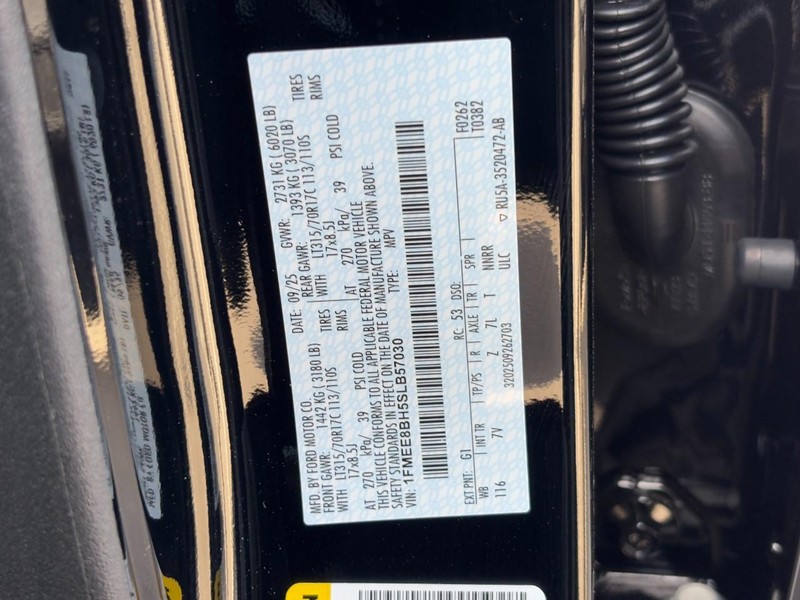 MFD. BY FORD MOTOR CO. DATE: 09/25 GVWR: 2731 KG ( 6020 LB)
FRONT GAWR: 1442 KG ( 3180 LB) REAR GAWR: 1393 KG ( 3070 LB)
WITH LT315/70R17C 113/110S TIRES WITH LT315/70R17C 113/110S TIRES
17x8.5J RIMS 17x8.5J RIMS
AT 270 kPa/ 39 PSI COLD AT 270 kPa/ 39 PSI COLD
THIS VEHICLE CONFORMS TO ALL APPLICABLE FEDERAL MOTOR VEHICLE
SAFETY STANDARDS IN EFFECT ON THE DATE OF MANUFACTURE SHOWN ABOVE.
VIN: 1FMEE8BH5SLB57030 TYPE: MPV
EXT PNT: G1 RC: 53 DSO: F0262
WB INTTR TP/PS R AXLE TR SPR T0382
116 7V Z 7L T NNRR
ULC
3202509262703 RU5A-3520472-AB